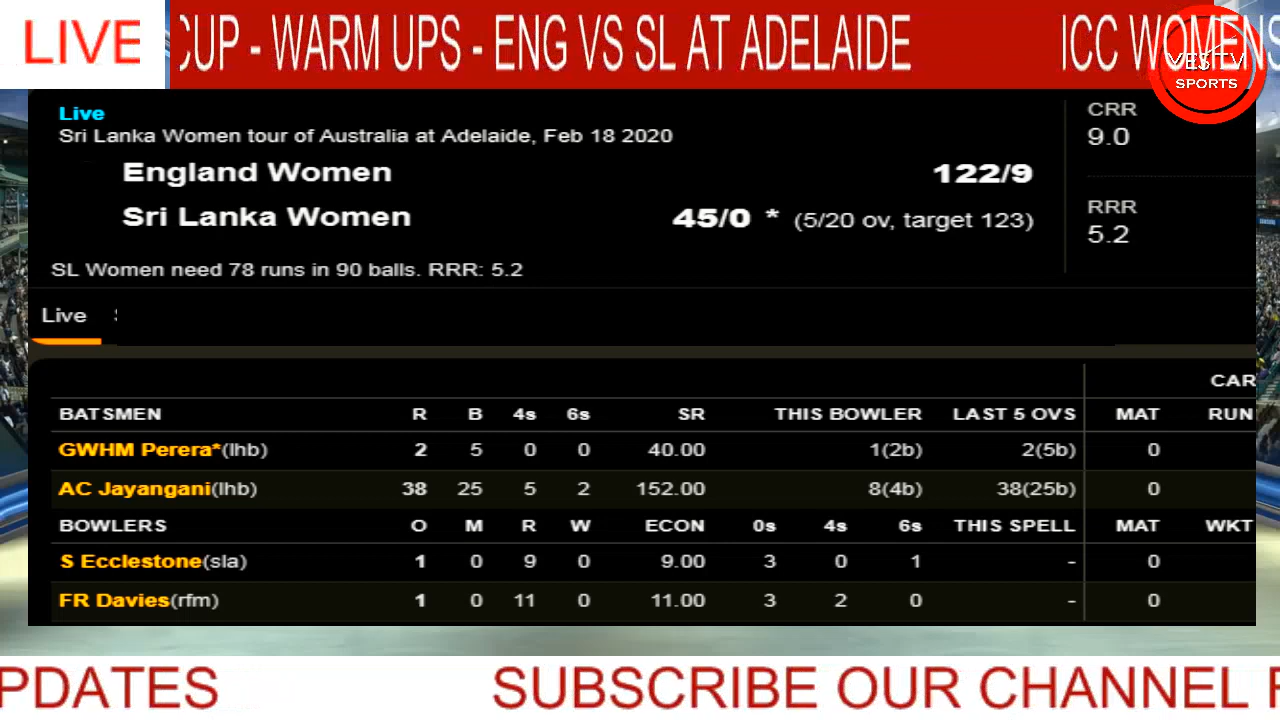 LIVE
CUP - WARM UPS - ENG VS SL AT ADELAIDE ICC WOMENS
YES TV
SPORTS
Live
Sri Lanka Women tour of Australia at Adelaide, Feb 18 2020
England Women 122/9
Sri Lanka Women 45/0 * (5/20 ov, target 123)
CRR
9.0
RRR
5.2
SL Women need 78 runs in 90 balls. RRR: 5.2
Live
CAR
BATSMEN R B 4s 6s SR THIS BOWLER LAST 5 OVS MAT RUN
GWHM Perera*(lhb) 2 5 0 0 40.00 1(2b) 2(5b) 0
AC Jayangani(lhb) 38 25 5 2 152.00 8(4b) 38(25b) 0
BOWLERS O M R W ECON 0s 4s 6s THIS SPELL MAT WKT
S Ecclestone(sla) 1 0 9 0 9.00 3 0 1 - 0
FR Davies(rfm) 1 0 11 0 11.00 3 2 0 - 0
PDATES SUBSCRIBE OUR CHANNEL F